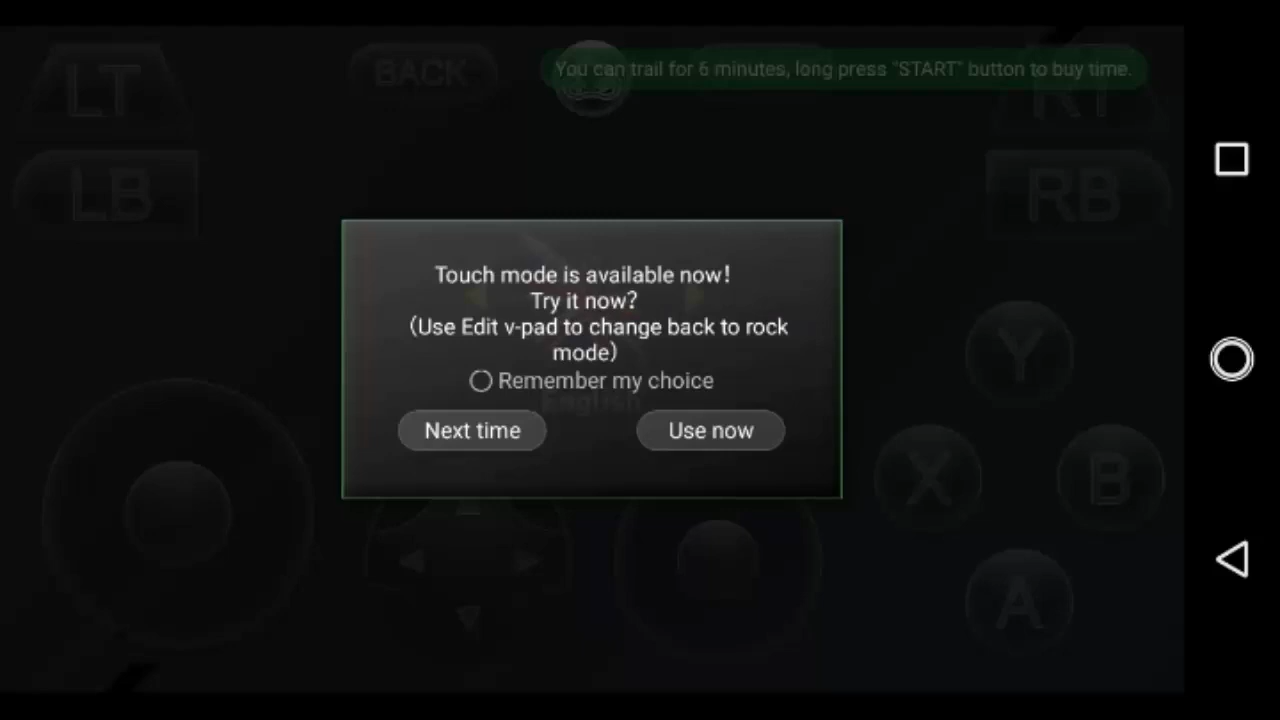 LT
BACK
You can trail for 6 minutes, long press "START" button to buy time.
RT
LB
RB
Touch mode is available now!
Try it now?
(Use Edit v-pad to change back to rock
mode)
Remember my choice
English
Next time
Use now
Y
X
B
A